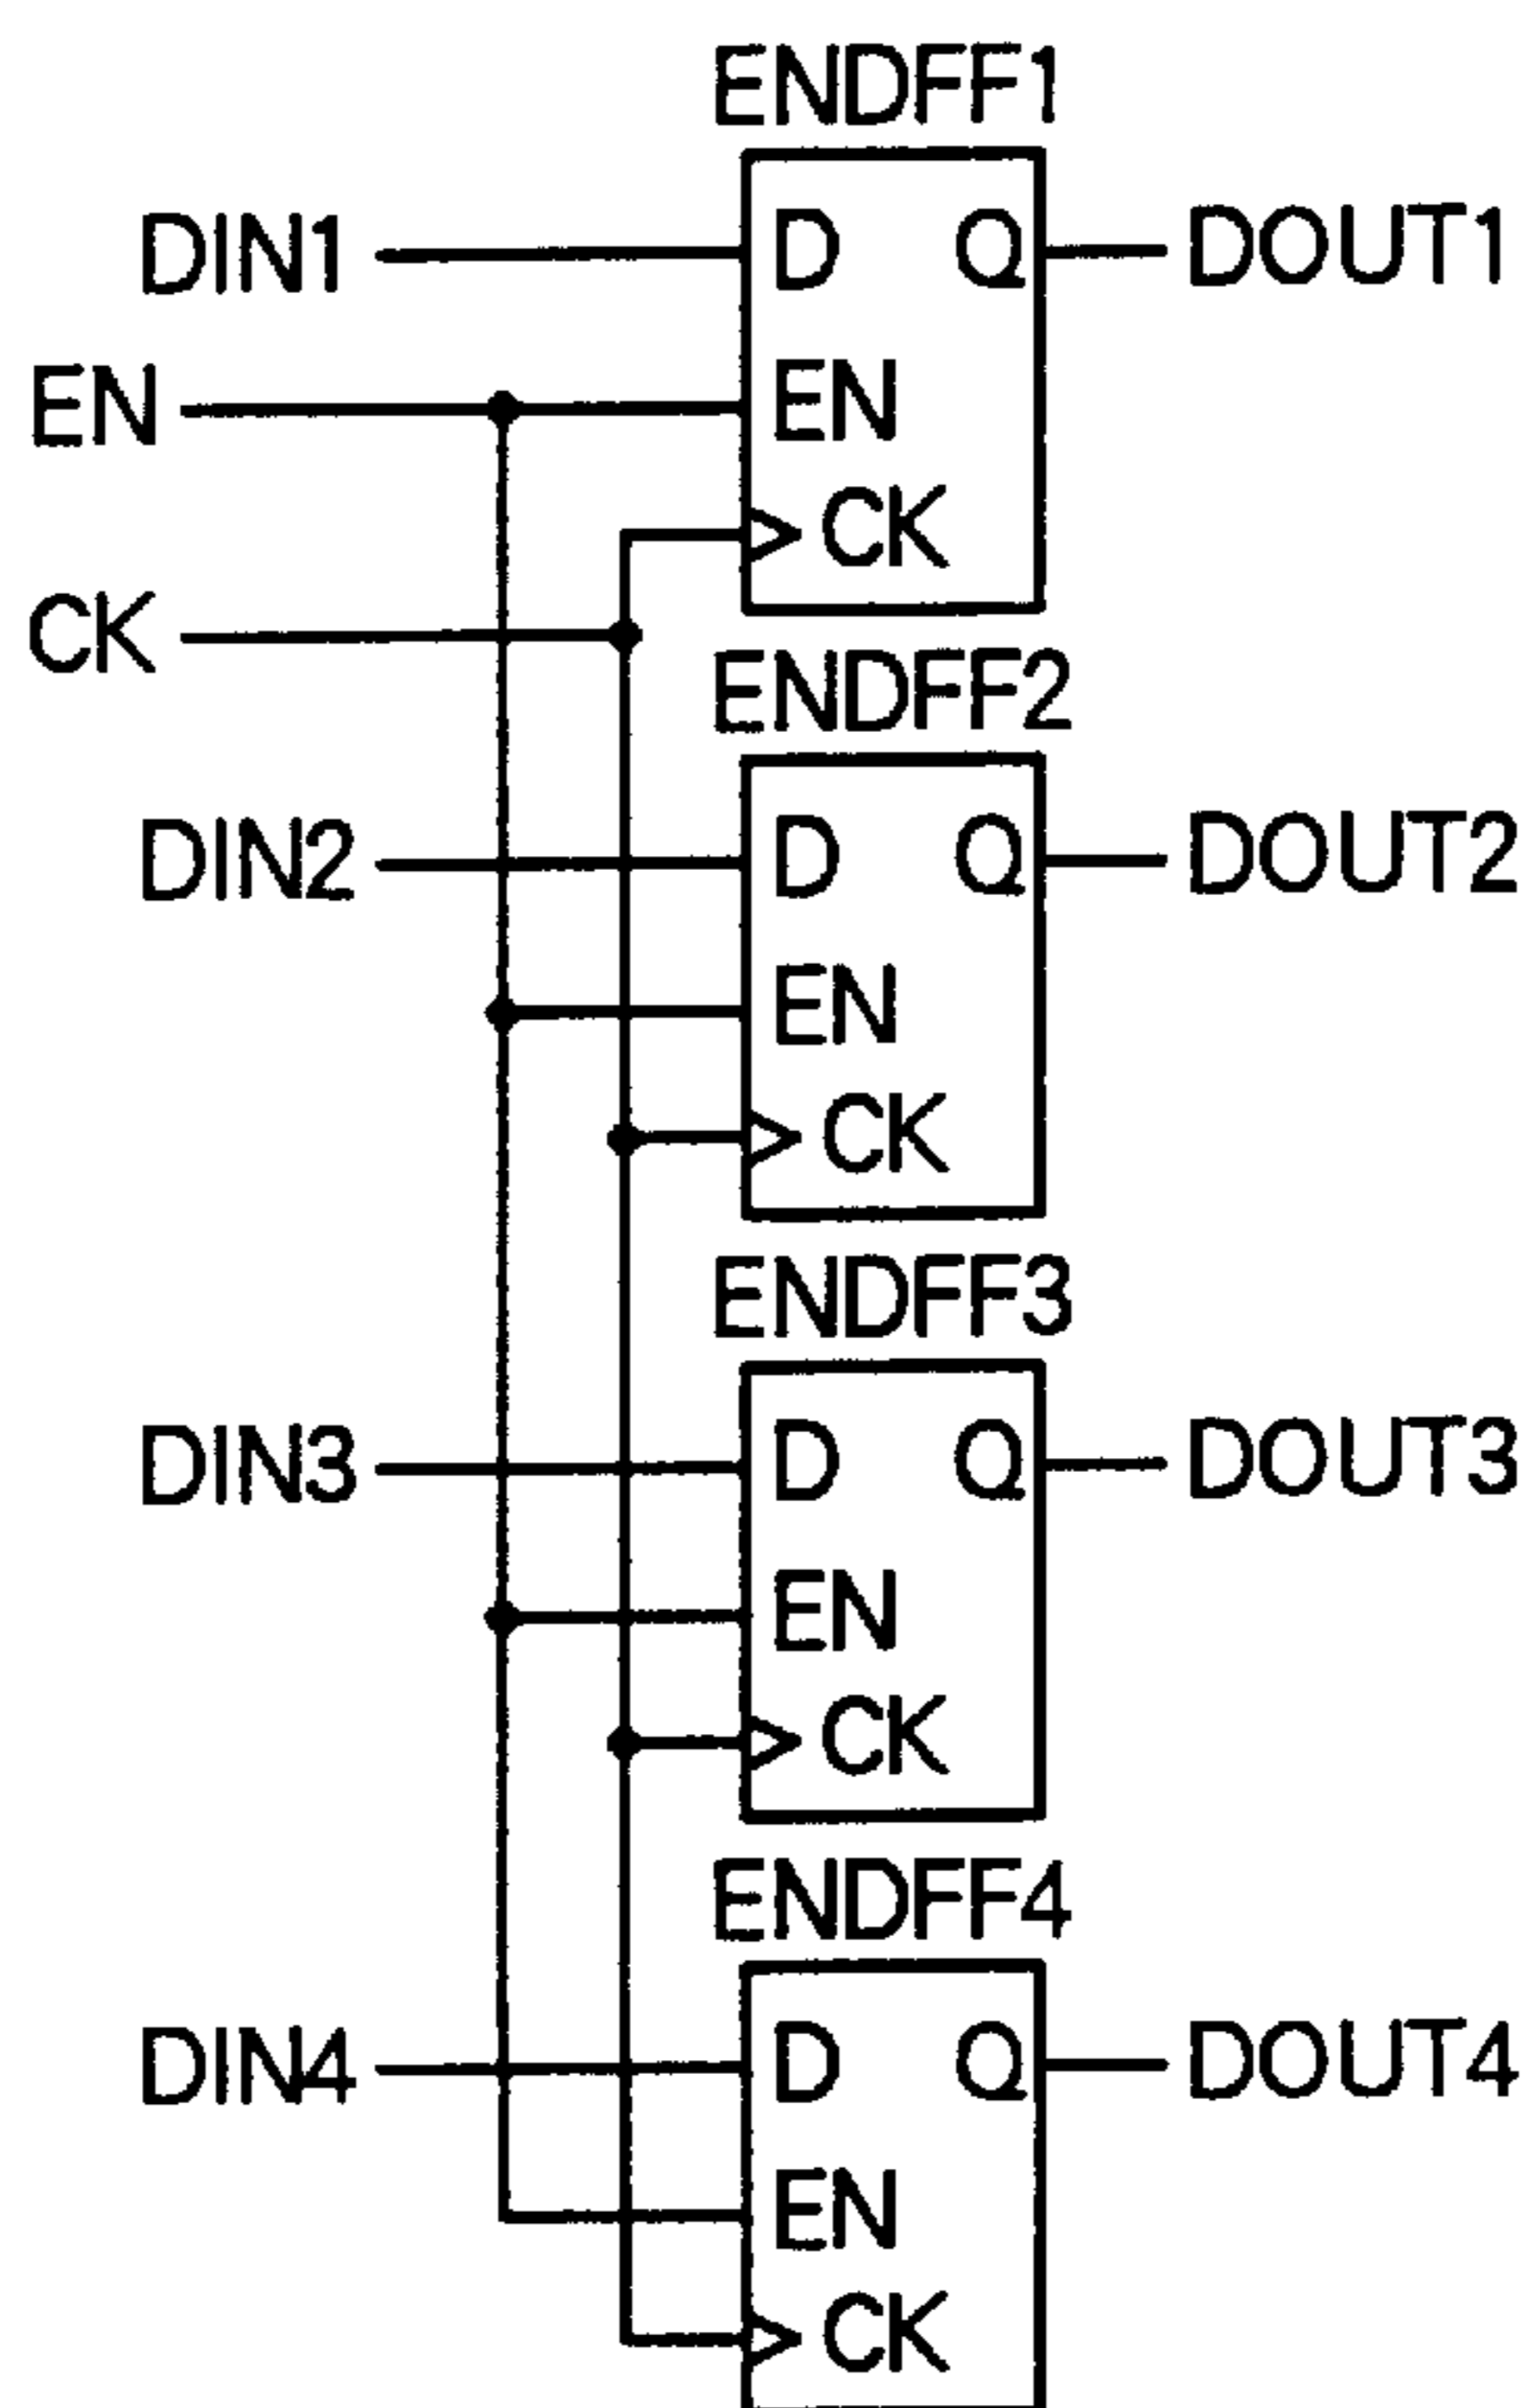 ENDFF1
DIN1 D Q DOUT1
EN EN
CK
CK
ENDFF2
DIN2 D Q DOUT2
EN
CK
ENDFF3
DIN3 D Q DOUT3
EN
CK
ENDFF4
DIN4 D Q DOUT4
EN
CK